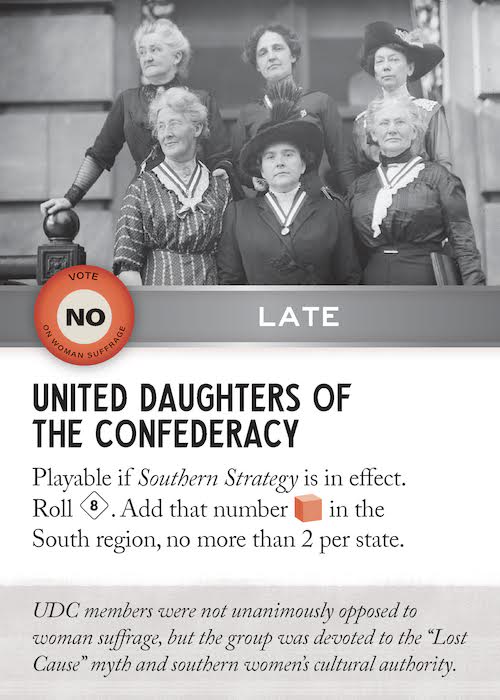 VOTE
NO
ON WOMAN SUFFRAGE
LATE
UNITED DAUGHTERS OF
THE CONFEDERACY
Playable if Southern Strategy is in effect.
Roll 8. Add that number in the
South region, no more than 2 per state.
UDC members were not unanimously opposed to
woman suffrage, but the group was devoted to the “Lost
Cause” myth and southern women’s cultural authority.